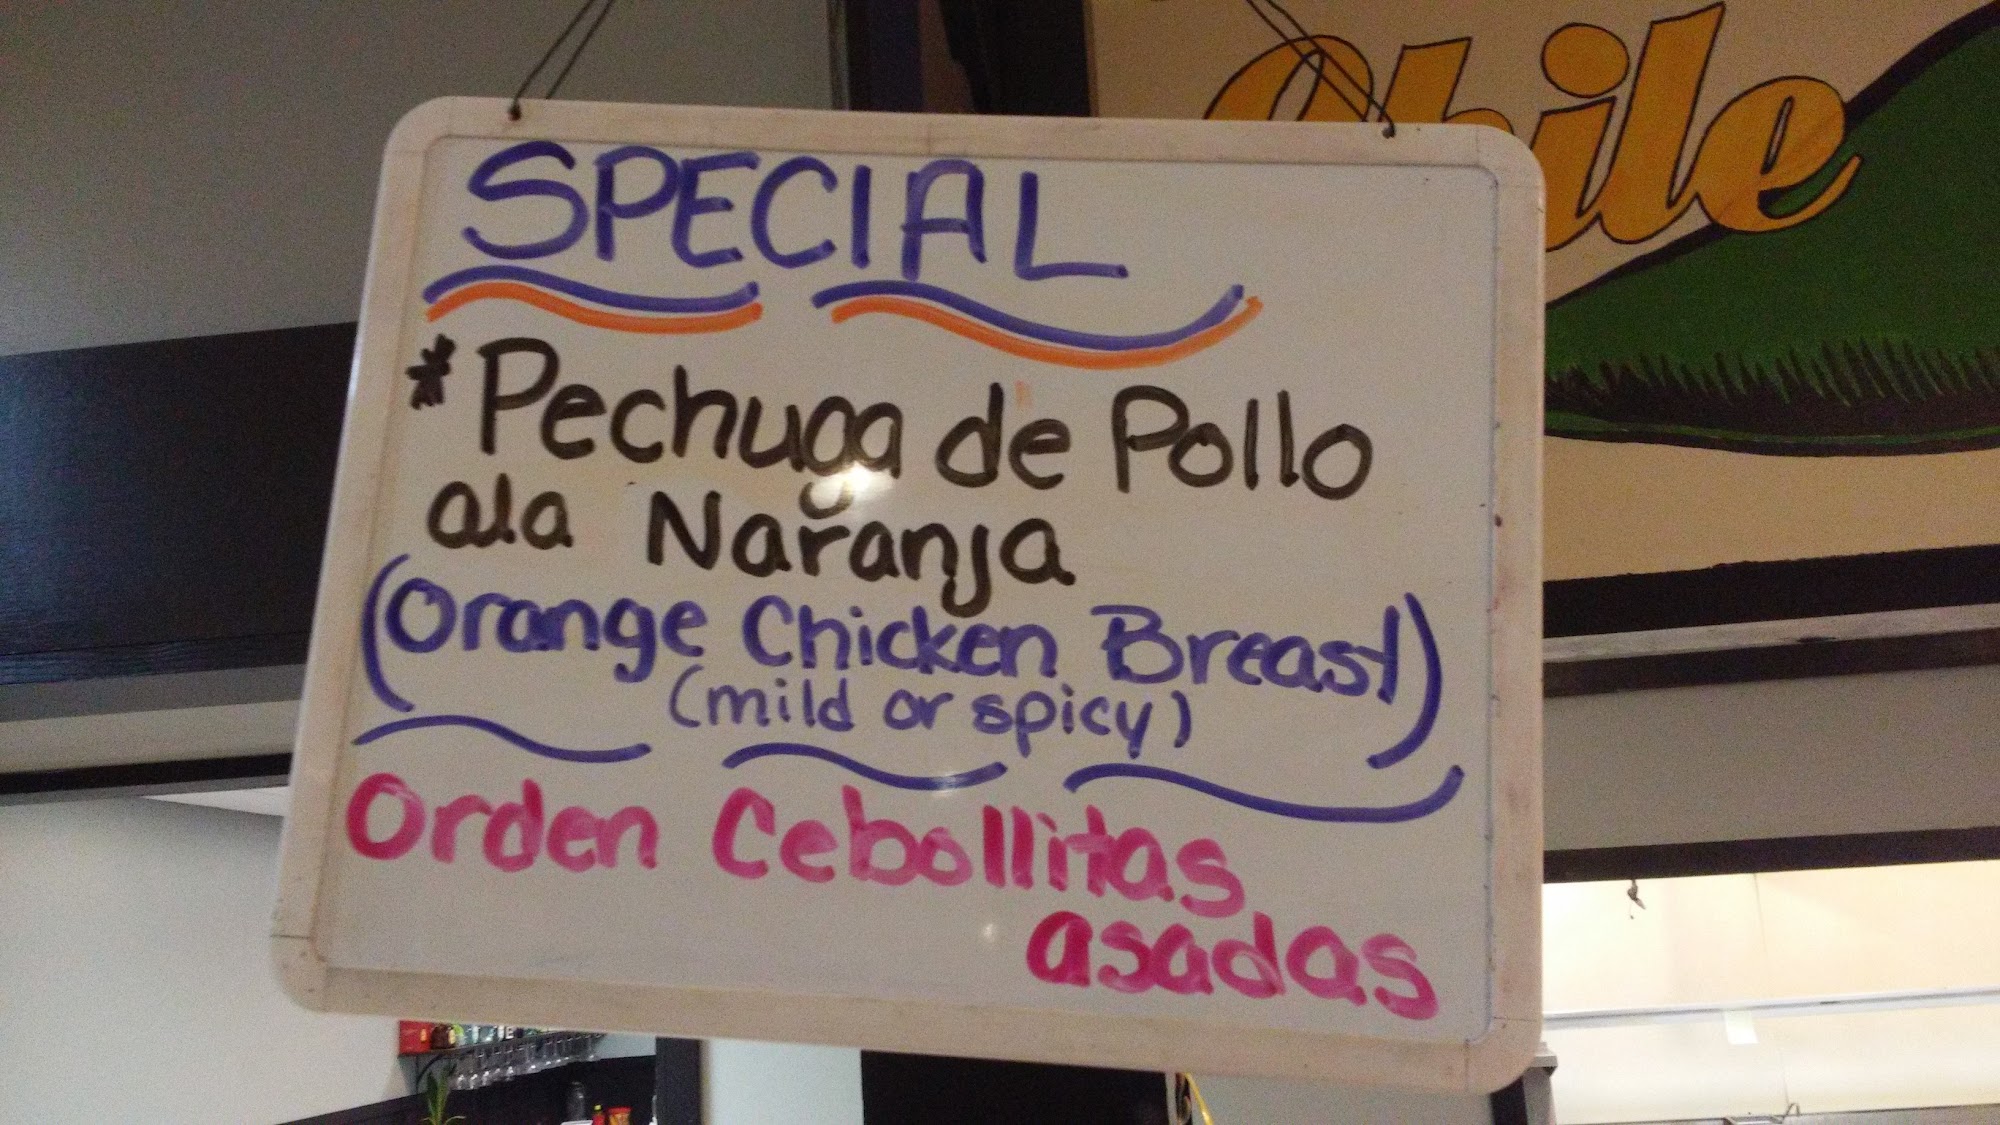 Chile
SPECIAL
*Pechuga de Pollo
ala Naranja
(Orange Chicken Breast)
(mild or spicy)
Orden Cebollitas
asadas